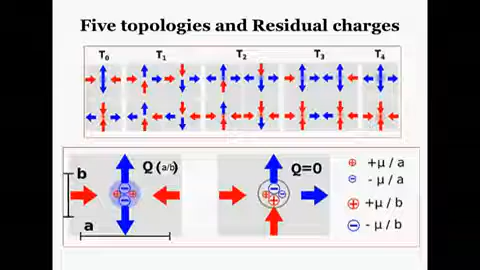 Five topologies and Residual charges
T0 T1 T2 T3 T4
b
Q (a/b)
a
Q=0
+μ / a
- μ / a
+μ / b
- μ / b